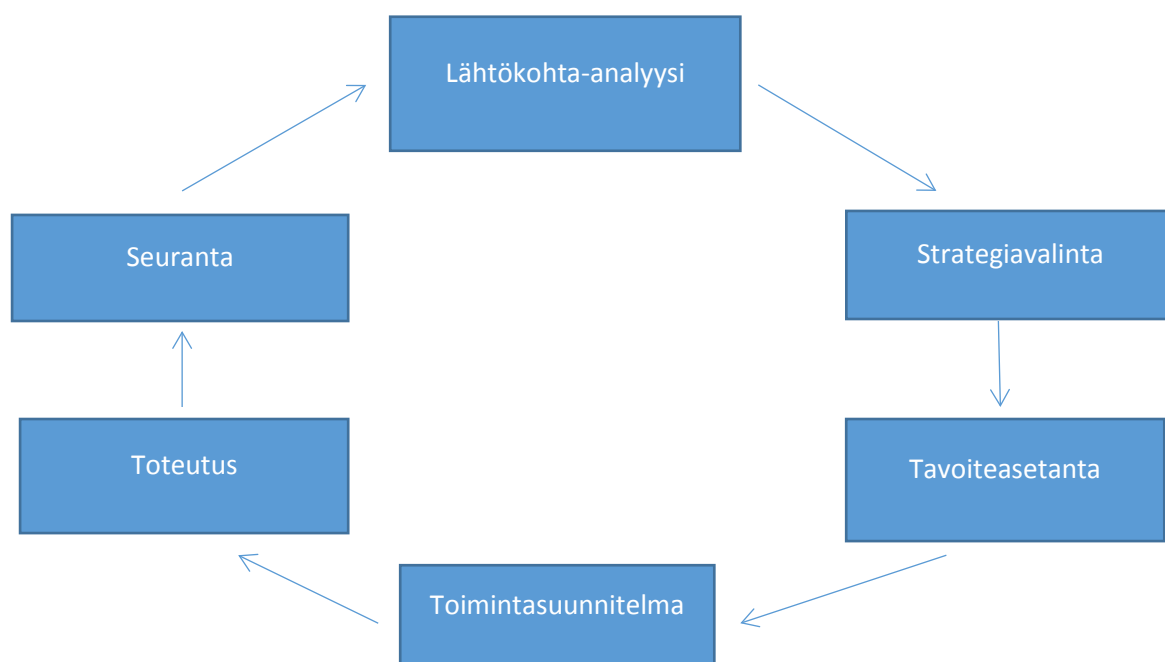 Lähtökohta-analyysi
Strategiavalinta
Tavoiteasetanta
Toimintasuunnitelma
Toteutus
Seuranta